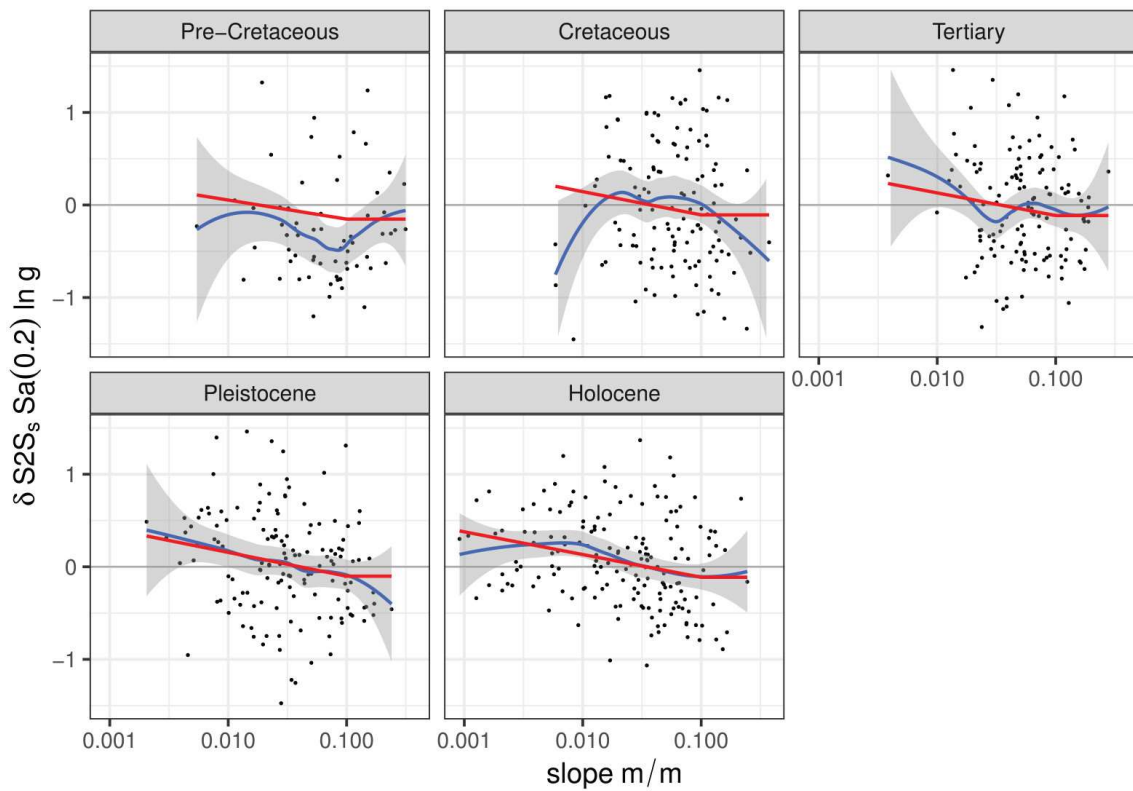 Pre−Cretaceous
Cretaceous
Tertiary
1
0
−1
0.001 0.010 0.100
Pleistocene
Holocene
1
0
−1
0.001 0.010 0.100
0.001 0.010 0.100
δ S2Ss Sa(0.2) ln g
slope m/m